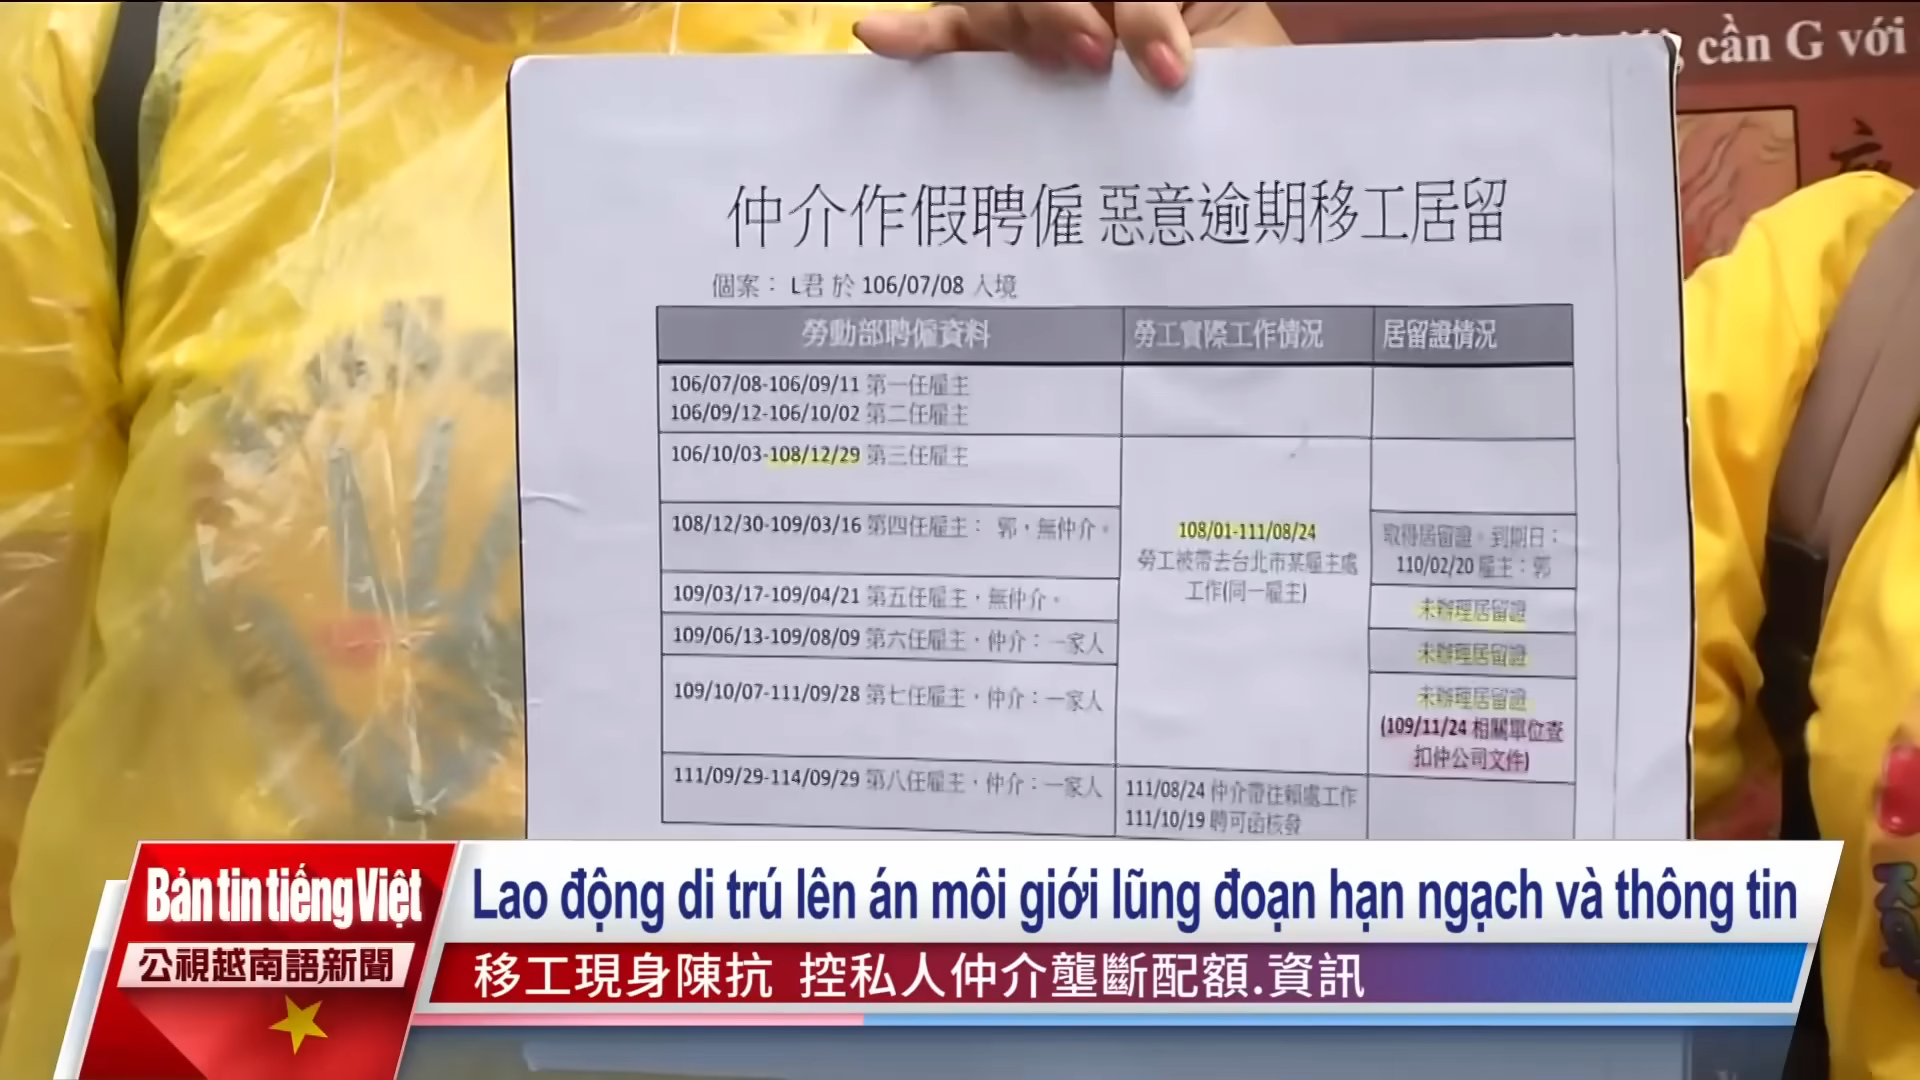 cần G với
仲介作假聘僱 惡意逾期移工居留
個案： L君 於 106/07/08 入境
勞動部聘僱資料 勞工實際工作情況 居留證情況
106/07/08-106/09/11 第一任雇主
106/09/12-106/10/02 第二任雇主
106/10/03-108/12/29 第三任雇主
108/12/30-109/03/16 第四任雇主： 郭，無仲介。
109/03/17-109/04/21 第五任雇主，無仲介。
109/06/13-109/08/09 第六任雇主，仲介：一家人
109/10/07-111/09/28 第七任雇主，仲介：一家人
111/09/29-114/09/29 第八任雇主，仲介：一家人
108/01-111/08/24
勞工被帶去台北市某雇主處
工作(同一雇主)
111/08/24 仲介帶往賴處工作
111/10/19 聘可函核發
取得居留證，到期日：
110/02/20 雇主：郭
未辦理居留證
未辦理居留證
未辦理居留證
(109/11/24 相關單位查
扣仲公司文件)
Bản tin tiếng Việt
公視越南語新聞
Lao động di trú lên án môi giới lũng đoạn hạn ngạch và thông tin
移工現身陳抗 控私人仲介壟斷配額.資訊